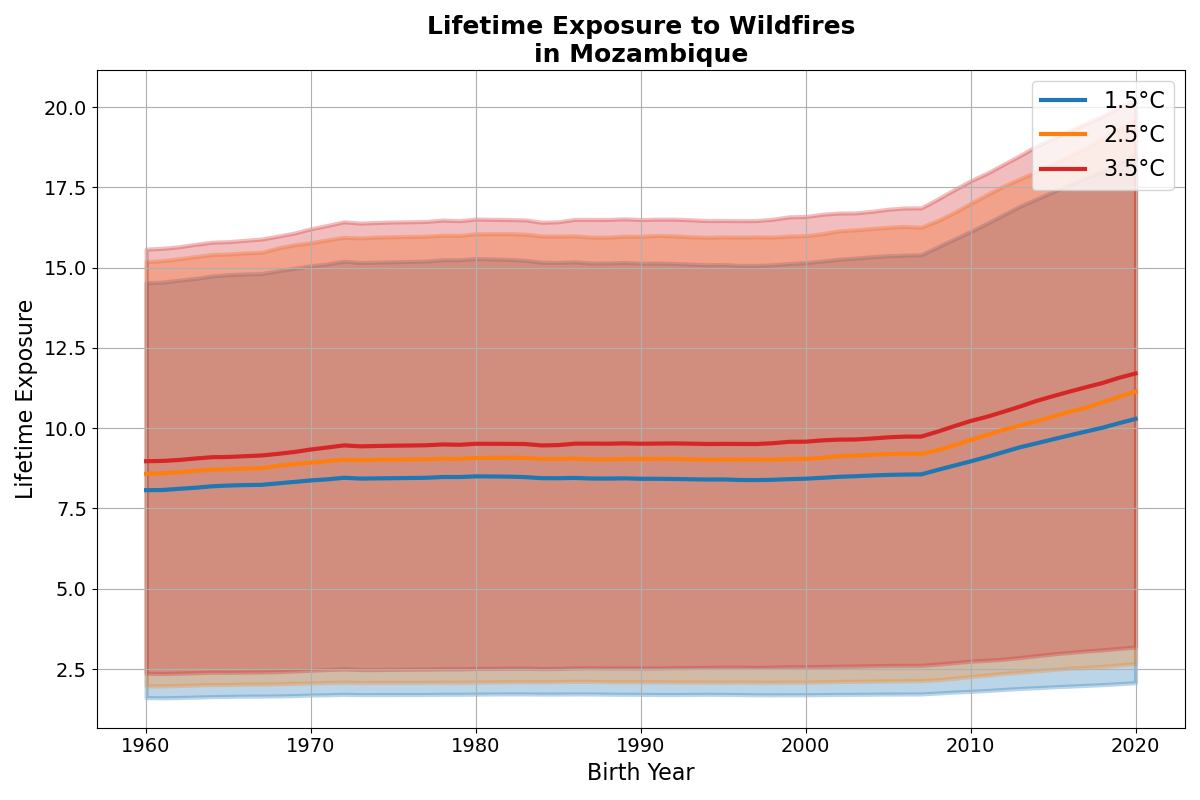 Lifetime Exposure to Wildfires
in Mozambique
20.0
17.5
15.0
12.5
10.0
7.5
5.0
2.5
Lifetime Exposure
1.5°C
2.5°C
3.5°C
1960
1970
1980
1990
2000
2010
2020
Birth Year